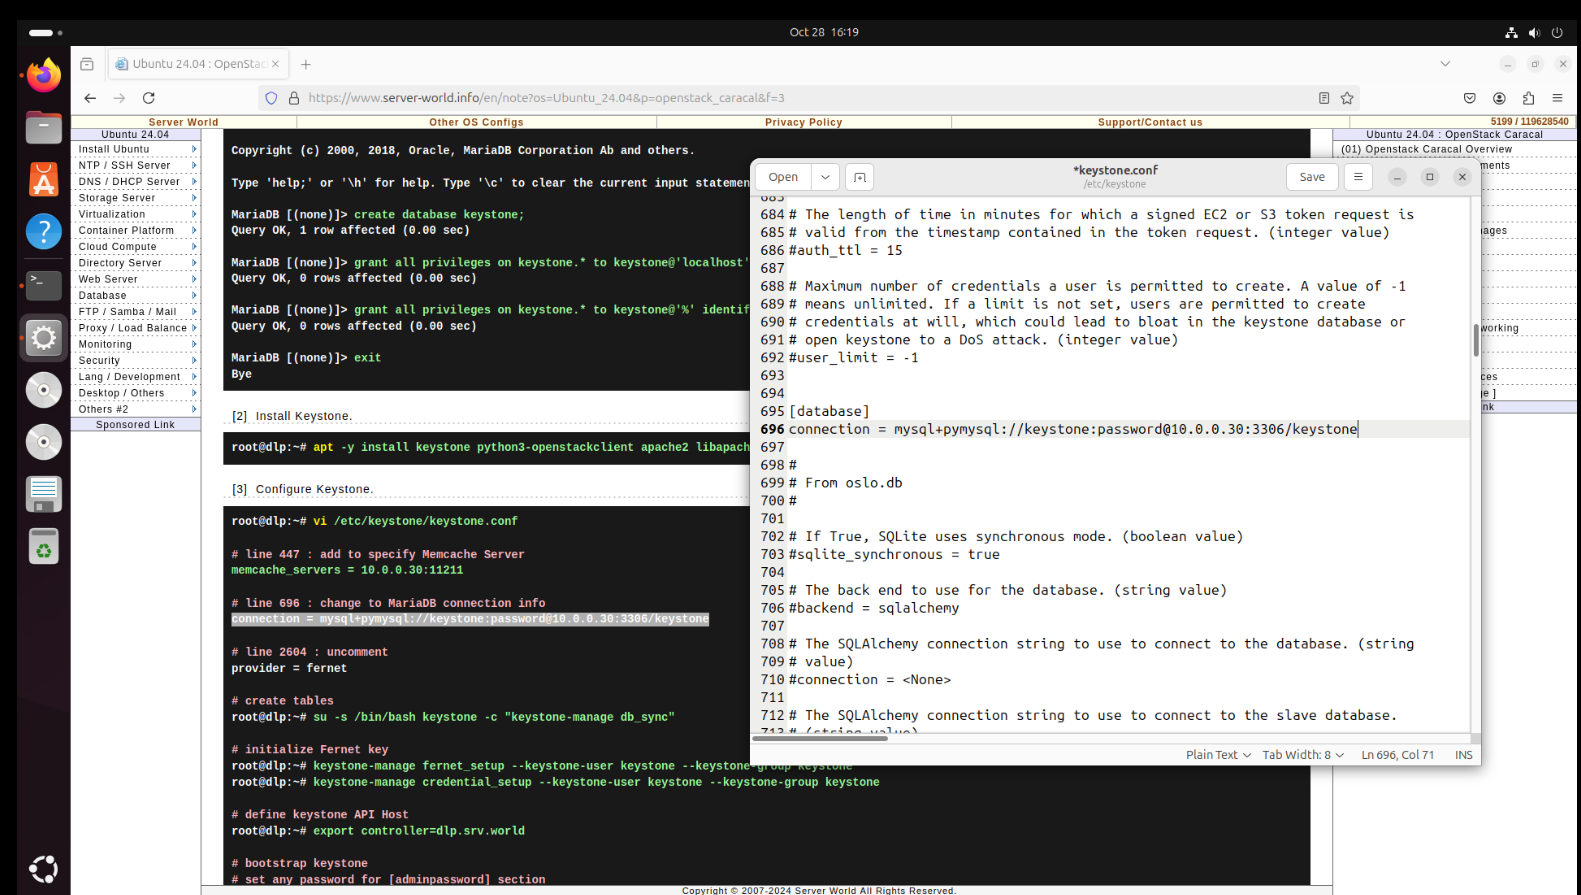 Oct 28 16:19
Ubuntu 24.04 : OpenStac
https://www.server-world.info/en/note?os=Ubuntu_24.04&p=openstack_caracal&f=3
Server World
Other OS Configs
Privacy Policy
Support/Contact us
5199 / 119628540
Ubuntu 24.04
Install Ubuntu
NTP / SSH Server
DNS / DHCP Server
Storage Server
Virtualization
Container Platform
Cloud Compute
Directory Server
Web Server
Database
FTP / Samba / Mail
Proxy / Load Balance
Monitoring
Security
Lang / Development
Desktop / Others
Others #2
Sponsored Link
Copyright (c) 2000, 2018, Oracle, MariaDB Corporation Ab and others.
Type 'help;' or '\h' for help. Type '\c' to clear the current input statemen
MariaDB [(none)]> create database keystone;
Query OK, 1 row affected (0.00 sec)
MariaDB [(none)]> grant all privileges on keystone.* to keystone@'localhost'
Query OK, 0 rows affected (0.00 sec)
MariaDB [(none)]> grant all privileges on keystone.* to keystone@'%' identif
Query OK, 0 rows affected (0.00 sec)
MariaDB [(none)]> exit
Bye
[2] Install Keystone.
root@dlp:~# apt -y install keystone python3-openstackclient apache2 libapach
[3] Configure Keystone.
root@dlp:~# vi /etc/keystone/keystone.conf
# line 447 : add to specify Memcache Server
memcache_servers = 10.0.0.30:11211
# line 696 : change to MariaDB connection info
connection = mysql+pymysql://keystone:password@10.0.0.30:3306/keystone
# line 2604 : uncomment
provider = fernet
# create tables
root@dlp:~# su -s /bin/bash keystone -c "keystone-manage db_sync"
# initialize Fernet key
root@dlp:~# keystone-manage fernet_setup --keystone-user keystone --keystone-group keystone
root@dlp:~# keystone-manage credential_setup --keystone-user keystone --keystone-group keystone
# define keystone API Host
root@dlp:~# export controller=dlp.srv.world
# bootstrap keystone
# set any password for [adminpassword] section
Copyright © 2007-2024 Server World All Rights Reserved.
Ubuntu 24.04 : OpenStack Caracal
(01) Openstack Caracal Overview
ments
ages
working
ces
ge ]
nk
Open
*keystone.conf
/etc/keystone
Save
683
684 # The length of time in minutes for which a signed EC2 or S3 token request is
685 # valid from the timestamp contained in the token request. (integer value)
686 #auth_ttl = 15
687
688 # Maximum number of credentials a user is permitted to create. A value of -1
689 # means unlimited. If a limit is not set, users are permitted to create
690 # credentials at will, which could lead to bloat in the keystone database or
691 # open keystone to a DoS attack. (integer value)
692 #user_limit = -1
693
694
695 [database]
696 connection = mysql+pymysql://keystone:password@10.0.0.30:3306/keystone
697
698 #
699 # From oslo.db
700 #
701
702 # If True, SQLite uses synchronous mode. (boolean value)
703 #sqlite_synchronous = true
704
705 # The back end to use for the database. (string value)
706 #backend = sqlalchemy
707
708 # The SQLAlchemy connection string to use to connect to the database. (string
709 # value)
710 #connection = <None>
711
712 # The SQLAlchemy connection string to use to connect to the slave database.
713 # (string value)
Plain Text
Tab Width: 8
Ln 696, Col 71
INS